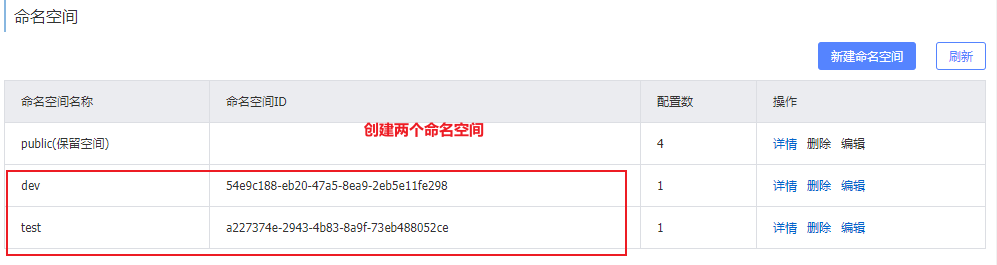 命名空间
新建命名空间 刷新
命名空间名称 命名空间ID 配置数 操作
创建两个命名空间
public(保留空间) 4 详情 删除 编辑
dev 54e9c188-eb20-47a5-8ea9-2eb5e11fe298 1 详情 删除 编辑
test a227374e-2943-4b83-8a9f-73eb488052ce 1 详情 删除 编辑